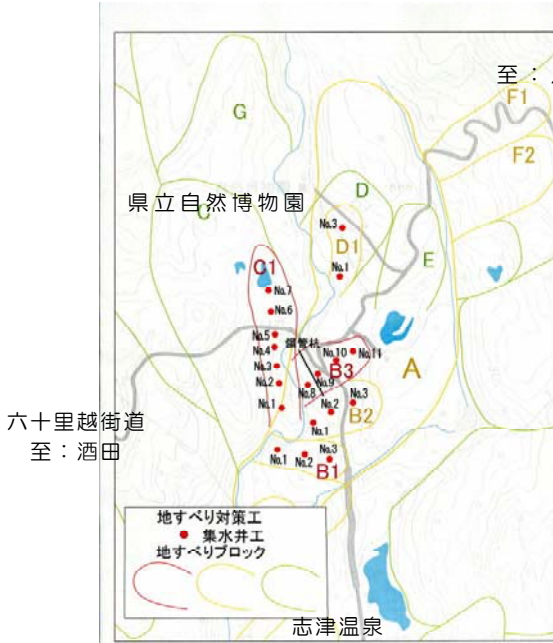 至：
F1
G
F2
県立自然博物園
D
C
No.3
D1
C1
No.1
E
No.7
No.6
No.5
鋼管杭
No.4
No.10
No.11
No.3
B3
A
No.2
No.9
No.8
No.3
No.1
No.2
B2
六十里越街道
至：酒田
No.1
No.1
No.2
No.3
B1
地すべり対策工
集水井工
地すべりブロック
志津温泉